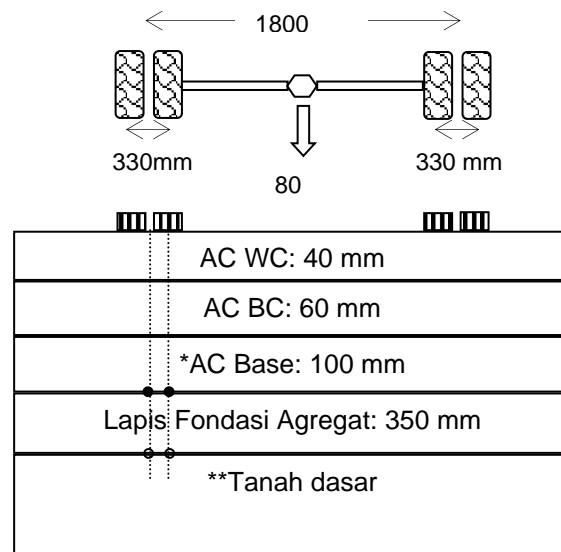 1800
330mm
330 mm
80
AC WC: 40 mm
AC BC: 60 mm
*AC Base: 100 mm
Lapis Fondasi Agregat: 350 mm
**Tanah dasar